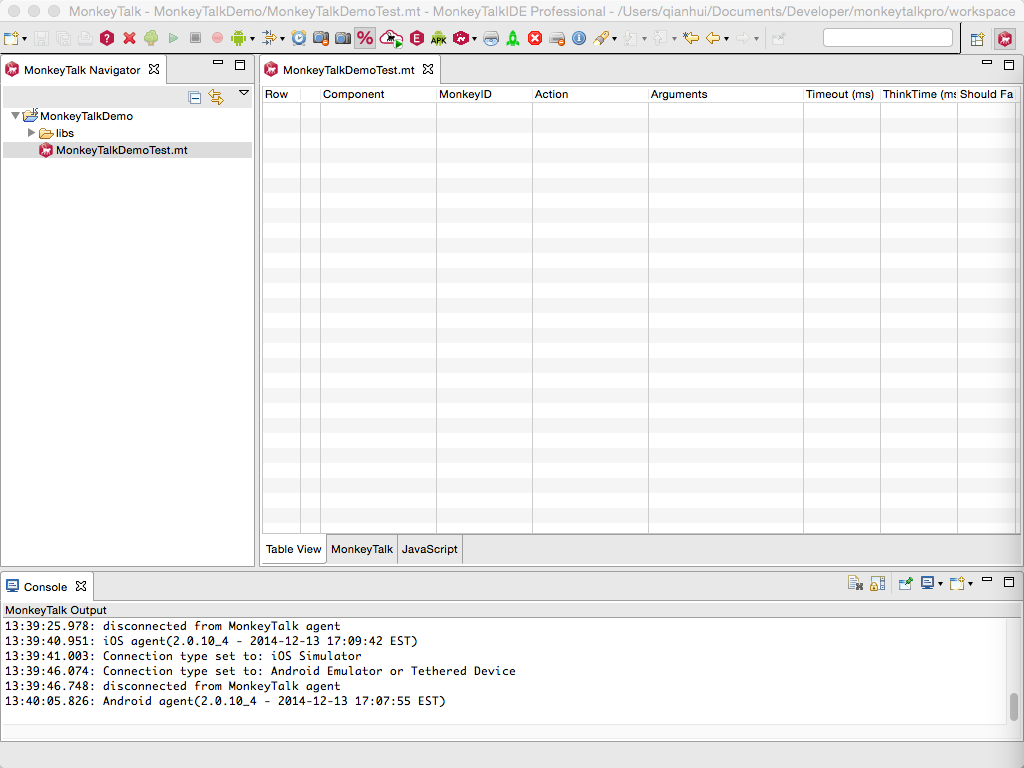 MonkeyTalk - MonkeyTalkDemo/MonkeyTalkDemoTest.mt - MonkeyTalkIDE Professional - /Users/qianhui/Documents/Developer/monkeytalkpro/workspace
?
%
E
APK
MonkeyTalk Navigator
MonkeyTalkDemoTest.mt
Row Component MonkeyID Action Arguments Timeout (ms) ThinkTime (ms Should Fa
MonkeyTalkDemo
libs
MonkeyTalkDemoTest.mt
Table View MonkeyTalk JavaScript
Console
MonkeyTalk Output
13:39:25.978: disconnected from MonkeyTalk agent
13:39:40.951: iOS agent(2.0.10_4 - 2014-12-13 17:09:42 EST)
13:39:41.003: Connection type set to: iOS Simulator
13:39:46.074: Connection type set to: Android Emulator or Tethered Device
13:39:46.748: disconnected from MonkeyTalk agent
13:40:05.826: Android agent(2.0.10_4 - 2014-12-13 17:07:55 EST)